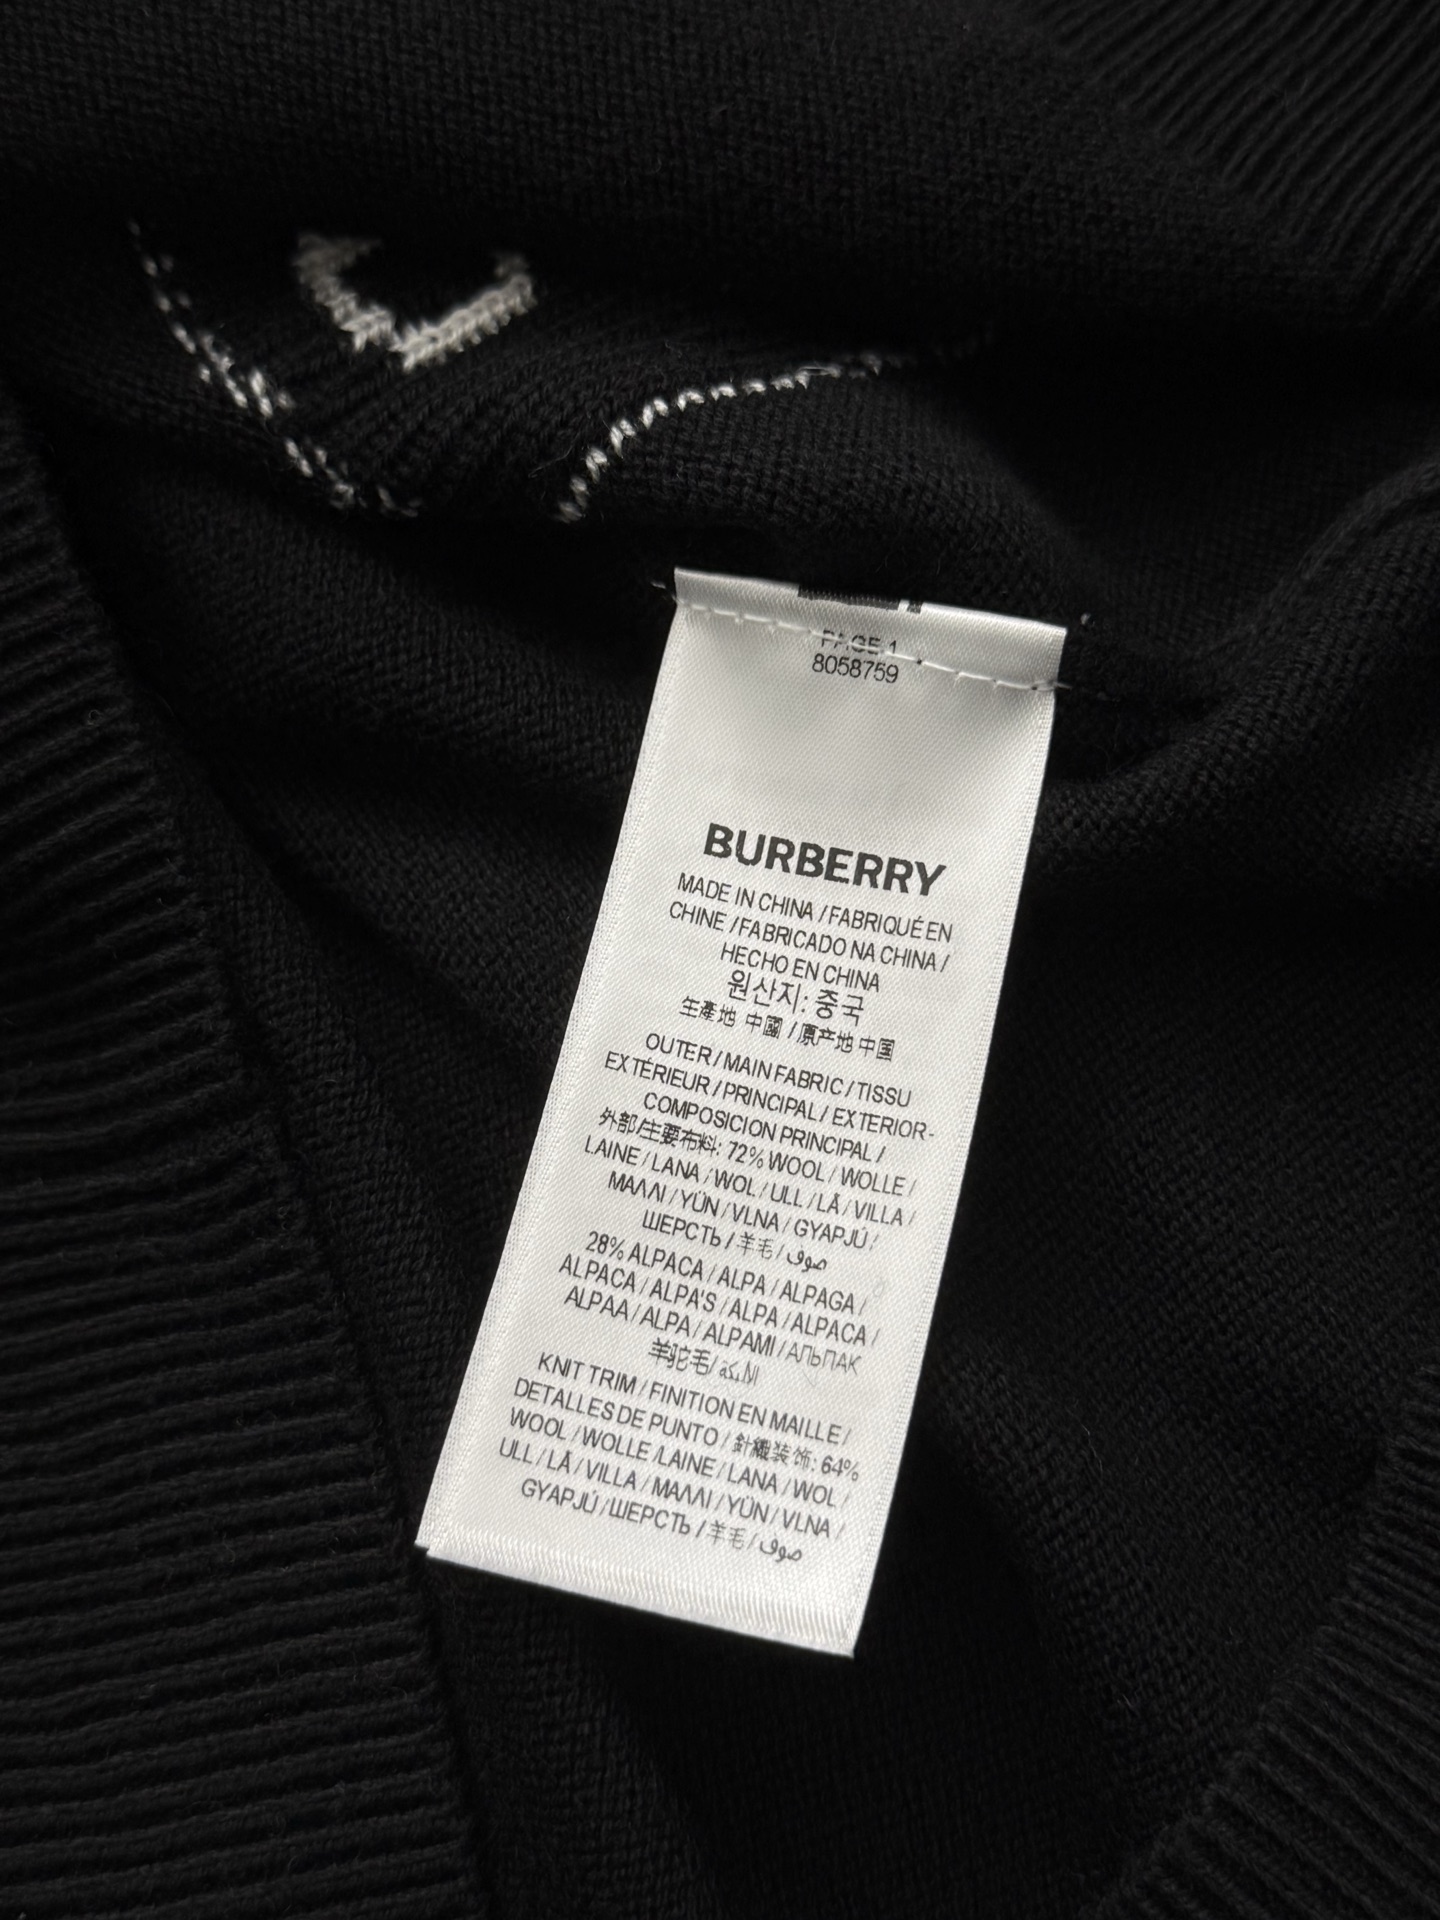 PAGE 1
8058759
BURBERRY
MADE IN CHINA / FABRIQUÉ EN
CHINE / FABRICADO NA CHINA /
HECHO EN CHINA
원산지: 중국
生產地 中國 / 原产地 中国
OUTER / MAIN FABRIC / TISSU
EXTÉRIEUR / PRINCIPAL / EXTERIOR-
COMPOSICION PRINCIPAL /
外部/主要布料: 72% WOOL / WOLLE /
LAINE / LANA / WOL / ULL / LÃ / VILLA /
ΜΑΛΛΙ / YÜN / VLNA / GYAPJÚ /
ШЕРСТЬ / 羊毛 / صوف
28% ALPACA / ALPA / ALPAGA /
ALPACA / ALPA'S / ALPA / ALPACA /
ALPAA / ALPA / ALPAMI / АЛЬПАК
羊驼毛 /
KNIT TRIM / FINITION EN MAILLE /
DETALLES DE PUNTO / 針織装饰: 64%
WOOL / WOLLE / LAINE / LANA / WOL /
ULL / LÃ / VILLA / ΜΑΛΛΙ / YÜN / VLNA /
GYAPJÚ / ШЕРСТЬ / 羊毛 / صوف